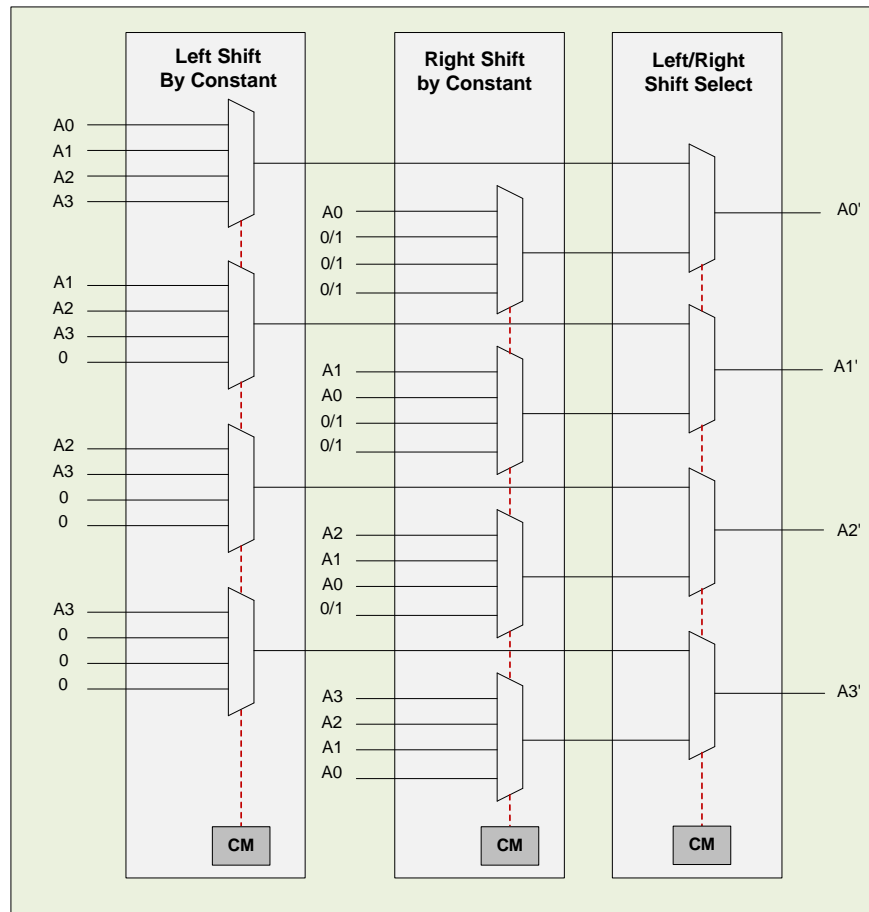 Left Shift
By Constant
Right Shift
by Constant
Left/Right
Shift Select
A0
A1
A2
A3
A0
0/1
0/1
0/1
A0'
A1
A2
A3
0
A1
A0
0/1
0/1
A1'
A2
A3
0
0
A2
A1
A0
0/1
A2'
A3
0
0
0
A3
A2
A1
A0
A3'
CM
CM
CM